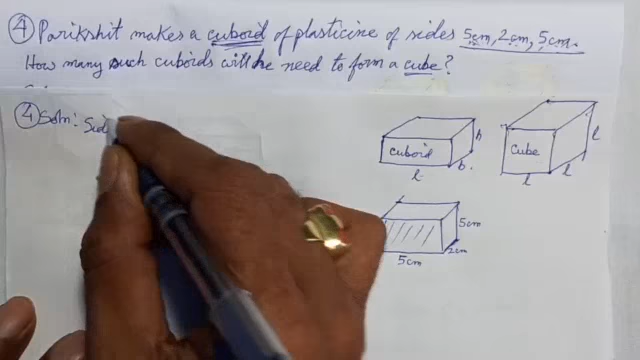 ④ Parikshit makes a cuboid of plasticine of sides 5cm, 2cm, 5cm.
How many such cuboids will he need to form a cube?
④ Soln: Sid
cuboid
h
b.
l
cube
l
l
l
5cm
2cm
5cm